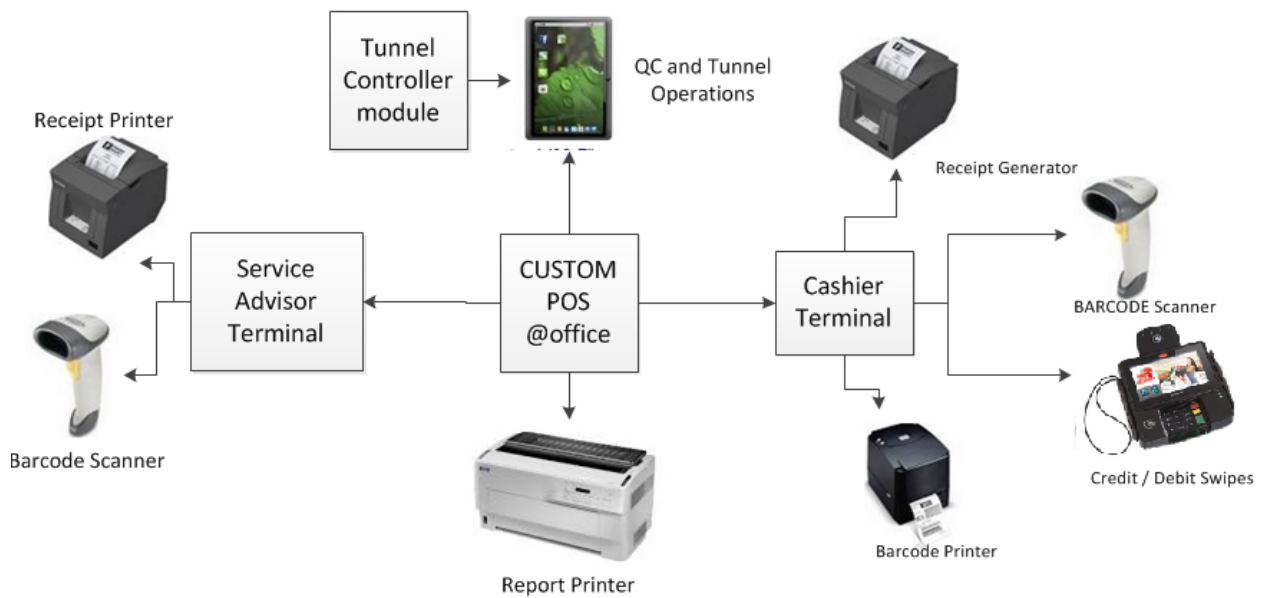 Tunnel
Controller
module
QC and Tunnel
Operations
Receipt Printer
Receipt Generator
Service
Advisor
Terminal
CUSTOM
POS
@office
Cashier
Terminal
BARCODE Scanner
Barcode Scanner
Credit / Debit Swipes
Barcode Printer
Report Printer